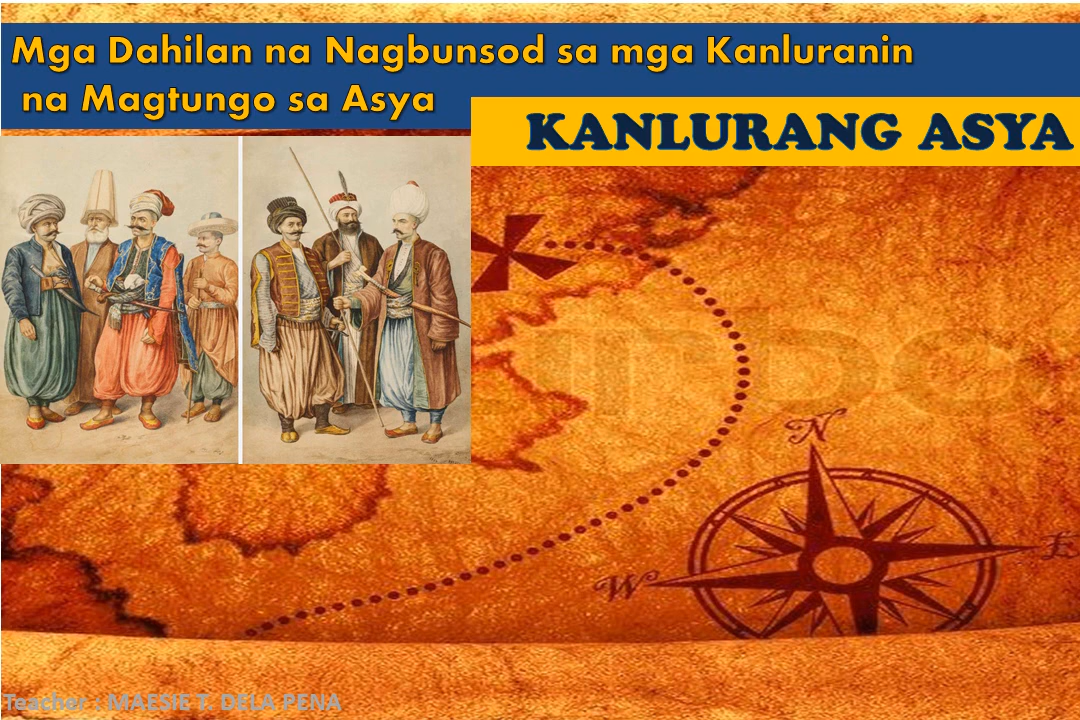 Mga Dahilan na Nagbunsod sa mga Kanluranin
na Magtungo sa Asya
KANLURANG ASYA
N
W
E
Teacher : MAESIE T. DELA PENA